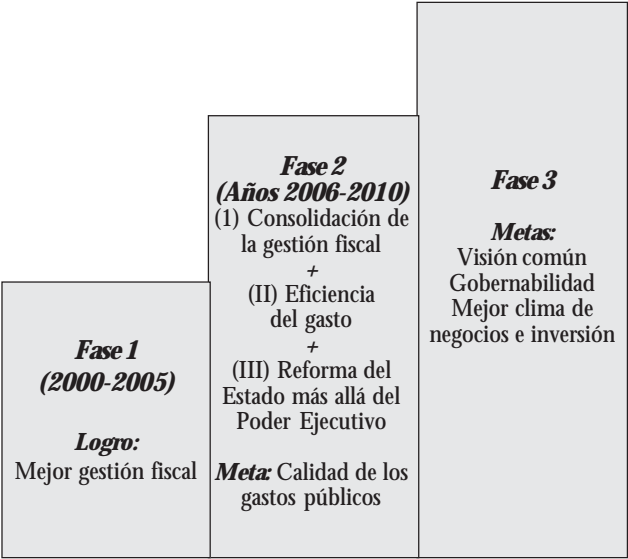 Fase 1
(2000-2005)
Logro:
Mejor gestión fiscal
Fase 2
(Años 2006-2010)
(1) Consolidación de
la gestión fiscal
+
(II) Eficiencia
del gasto
+
(III) Reforma del
Estado más allá del
Poder Ejecutivo
Meta: Calidad de los
gastos públicos
Fase 3
Metas:
Visión común
Gobernabilidad
Mejor clima de
negocios e inversión